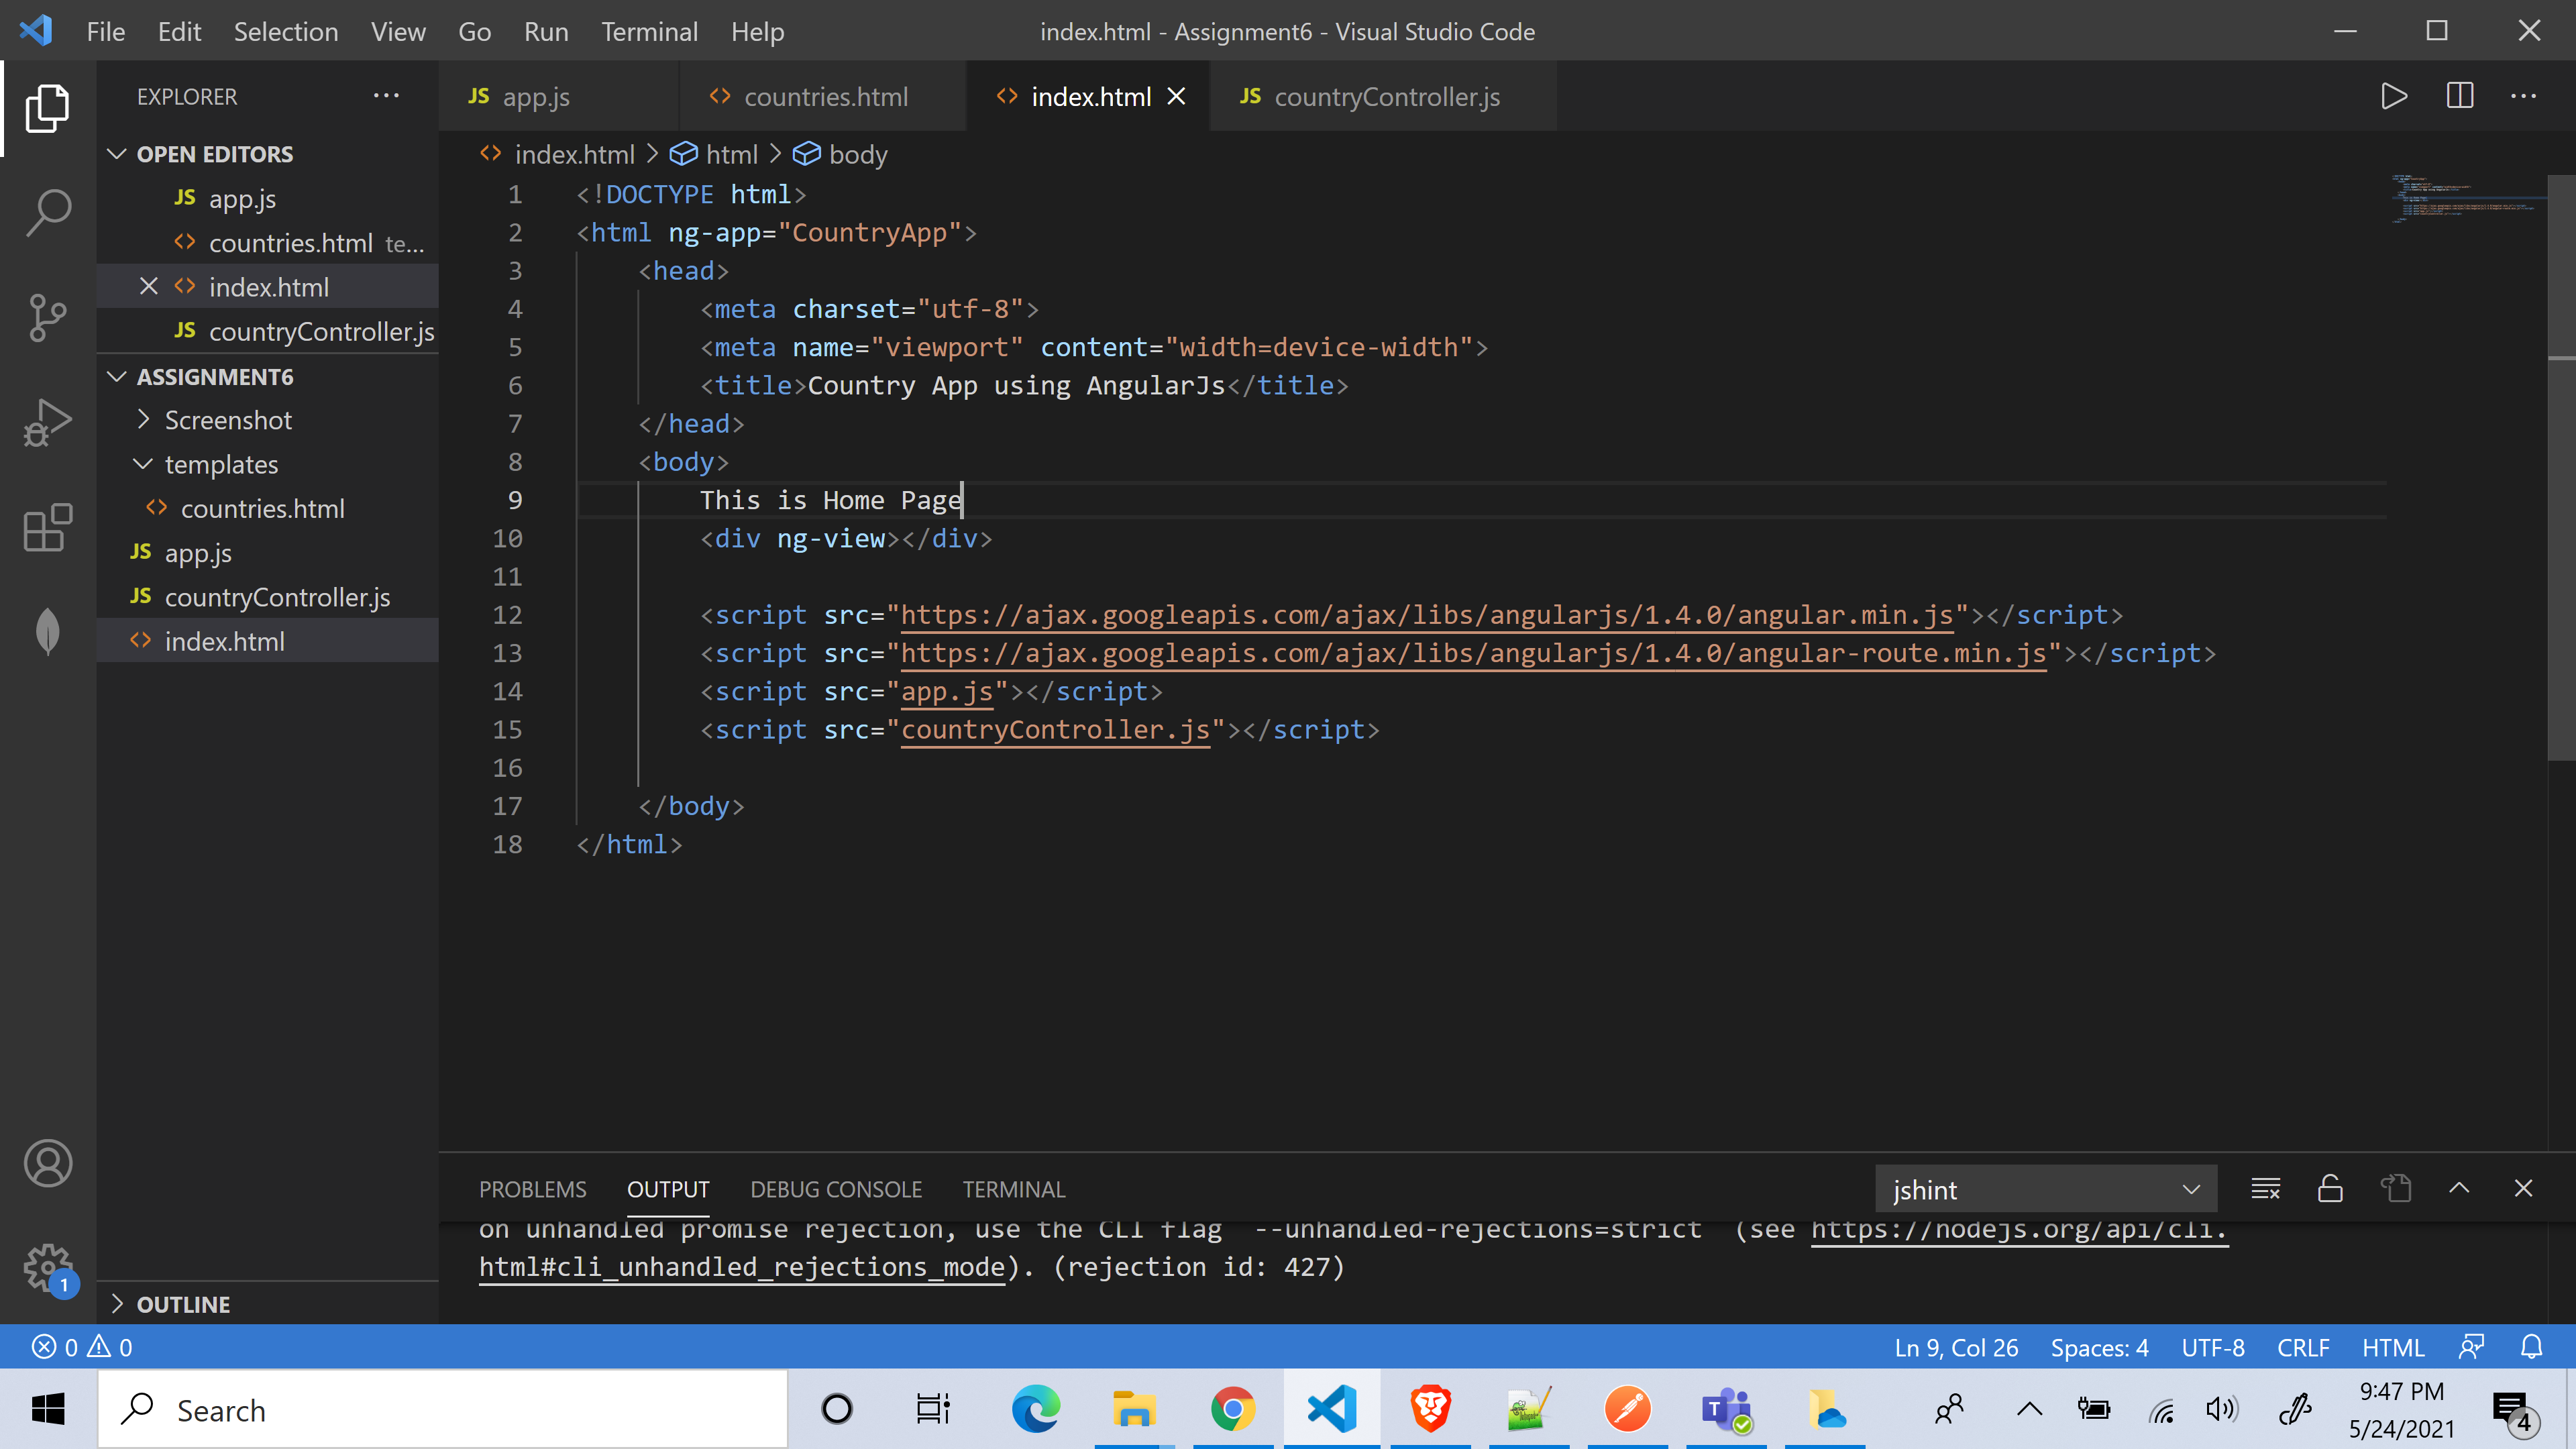 File Edit Selection View Go Run Terminal Help
index.html - Assignment6 - Visual Studio Code
EXPLORER
OPEN EDITORS
JS app.js
countries.html te...
index.html
JS countryController.js
ASSIGNMENT6
Screenshot
templates
countries.html
JS app.js
JS countryController.js
index.html
OUTLINE
JS app.js countries.html index.html JS countryController.js
index.html > html > body
1 <!DOCTYPE html>
2 <html ng-app="CountryApp">
3 <head>
4 <meta charset="utf-8">
5 <meta name="viewport" content="width=device-width">
6 <title>Country App using AngularJs</title>
7 </head>
8 <body>
9 This is Home Page
10 <div ng-view></div>
11
12 <script src="https://ajax.googleapis.com/ajax/libs/angularjs/1.4.0/angular.min.js"></script>
13 <script src="https://ajax.googleapis.com/ajax/libs/angularjs/1.4.0/angular-route.min.js"></script>
14 <script src="app.js"></script>
15 <script src="countryController.js"></script>
16
17 </body>
18 </html>
PROBLEMS OUTPUT DEBUG CONSOLE TERMINAL jshint
on unhandled promise rejection, use the CLI flag --unhandled-rejections=strict (see https://nodejs.org/api/cli.
html#cli_unhandled_rejections_mode). (rejection id: 427)
1
0 0 Ln 9, Col 26 Spaces: 4 UTF-8 CRLF HTML
Search
T
9:47 PM
5/24/2021
4